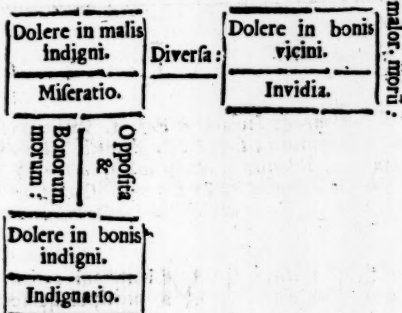 Dolere in malis
indigni.
Miſeratio.
Diverſa:
Dolere in bonis
vicini.
Invidia.
malor, moru:
Oppoſita
&
Bonorum
morum:
Dolere in bonis
indigni.
Indignatio.